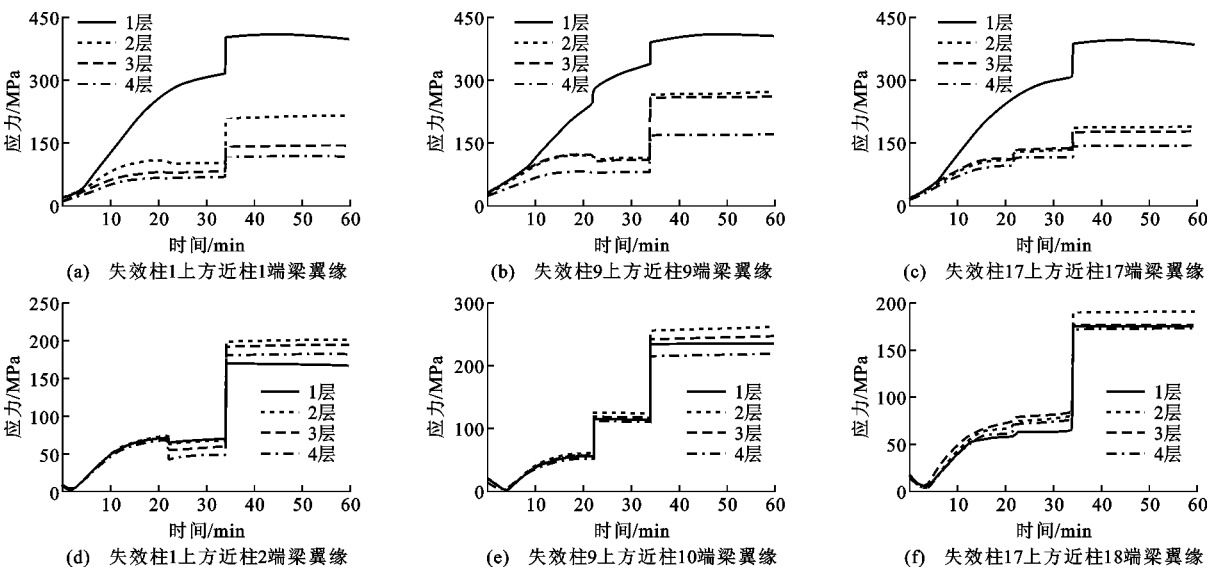 450
300
150
0
应力/MPa
1层
2层
3层
4层
10 20 30 40 50 60
时间/min
(a) 失效柱1上方近柱1端梁翼缘
450
300
150
0
应力/MPa
1层
2层
3层
4层
10 20 30 40 50 60
时间/min
(b) 失效柱9上方近柱9端梁翼缘
450
300
150
0
应力/MPa
1层
2层
3层
4层
10 20 30 40 50 60
时间/min
(c) 失效柱17上方近柱17端梁翼缘
250
200
150
100
50
0
应力/MPa
1层
2层
3层
4层
10 20 30 40 50 60
时间/min
(d) 失效柱1上方近柱2端梁翼缘
300
200
100
0
应力/MPa
1层
2层
3层
4层
10 20 30 40 50 60
时间/min
(e) 失效柱9上方近柱10端梁翼缘
200
150
100
50
0
应力/MPa
1层
2层
3层
4层
10 20 30 40 50 60
时间/min
(f) 失效柱17上方近柱18端梁翼缘